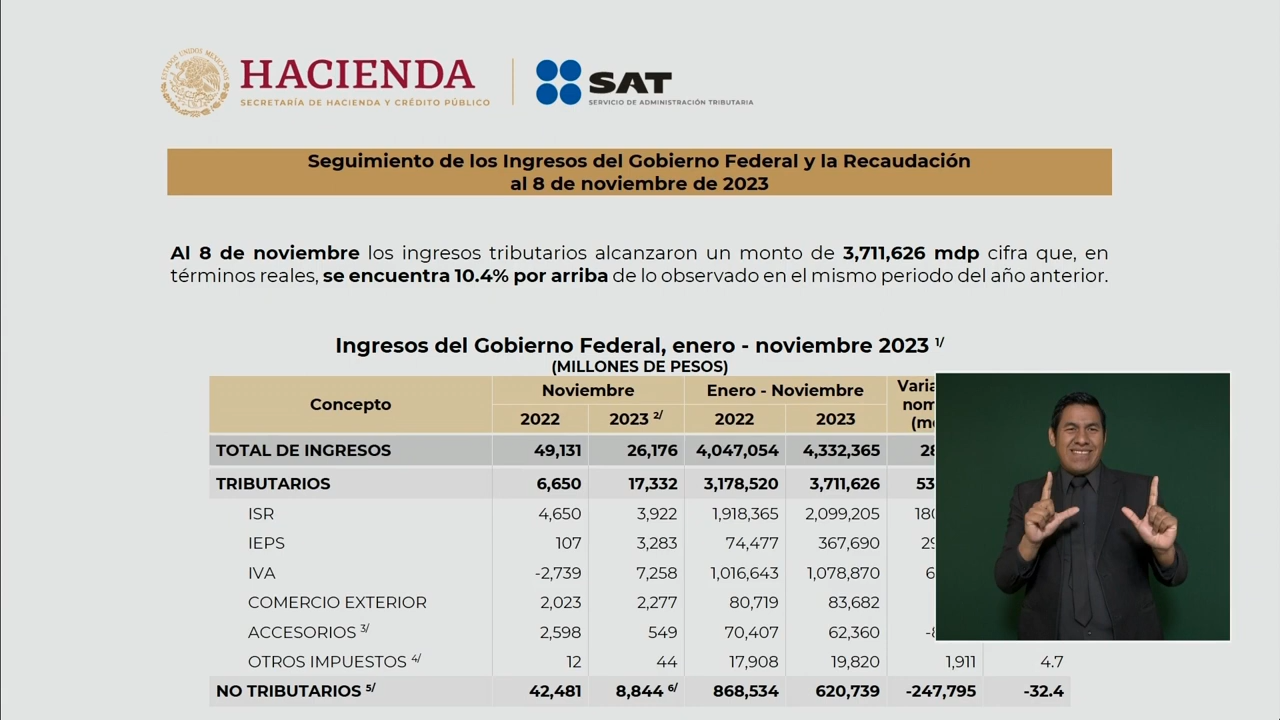 HACIENDA
SECRETARÍA DE HACIENDA Y CRÉDITO PÚBLICO
SAT
SERVICIO DE ADMINISTRACIÓN TRIBUTARIA
Seguimiento de los Ingresos del Gobierno Federal y la Recaudación
al 8 de noviembre de 2023
Al 8 de noviembre los ingresos tributarios alcanzaron un monto de 3,711,626 mdp cifra que, en
términos reales, se encuentra 10.4% por arriba de lo observado en el mismo periodo del año anterior.
Ingresos del Gobierno Federal, enero - noviembre 2023 1/
(MILLONES DE PESOS)
Concepto Noviembre Enero - Noviembre
2022 2023 2/ 2022 2023
TOTAL DE INGRESOS 49,131 26,176 4,047,054 4,332,365
TRIBUTARIOS 6,650 17,332 3,178,520 3,711,626
ISR 4,650 3,922 1,918,365 2,099,205
IEPS 107 3,283 74,477 367,690
IVA -2,739 7,258 1,016,643 1,078,870
COMERCIO EXTERIOR 2,023 2,277 80,719 83,682
ACCESORIOS 3/ 2,598 549 70,407 62,360
OTROS IMPUESTOS 4/ 12 44 17,908 19,820 1,911 4.7
NO TRIBUTARIOS 5/ 42,481 8,844 6/ 868,534 620,739 -247,795 -32.4